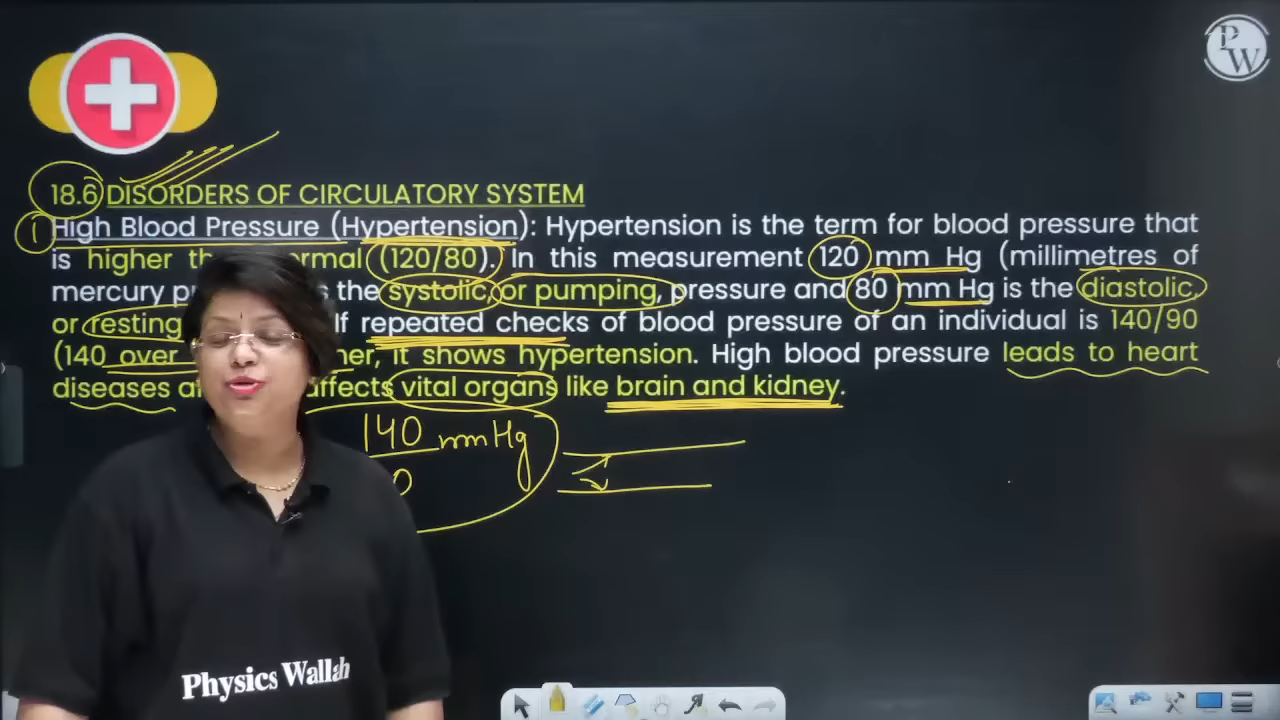 PW
18.6 DISORDERS OF CIRCULATORY SYSTEM
1 High Blood Pressure (Hypertension): Hypertension is the term for blood pressure that
is higher (120/80). In this measurement 120 mm Hg (millimetres of
mercury the systolic, or pumping, pressure and 80 mm Hg is the diastolic,
or resting If repeated checks of blood pressure of an individual is 140/90
(140 over it shows hypertension. High blood pressure leads to heart
diseases affects vital organs like brain and kidney.
140 mmHg
Physics Wallah